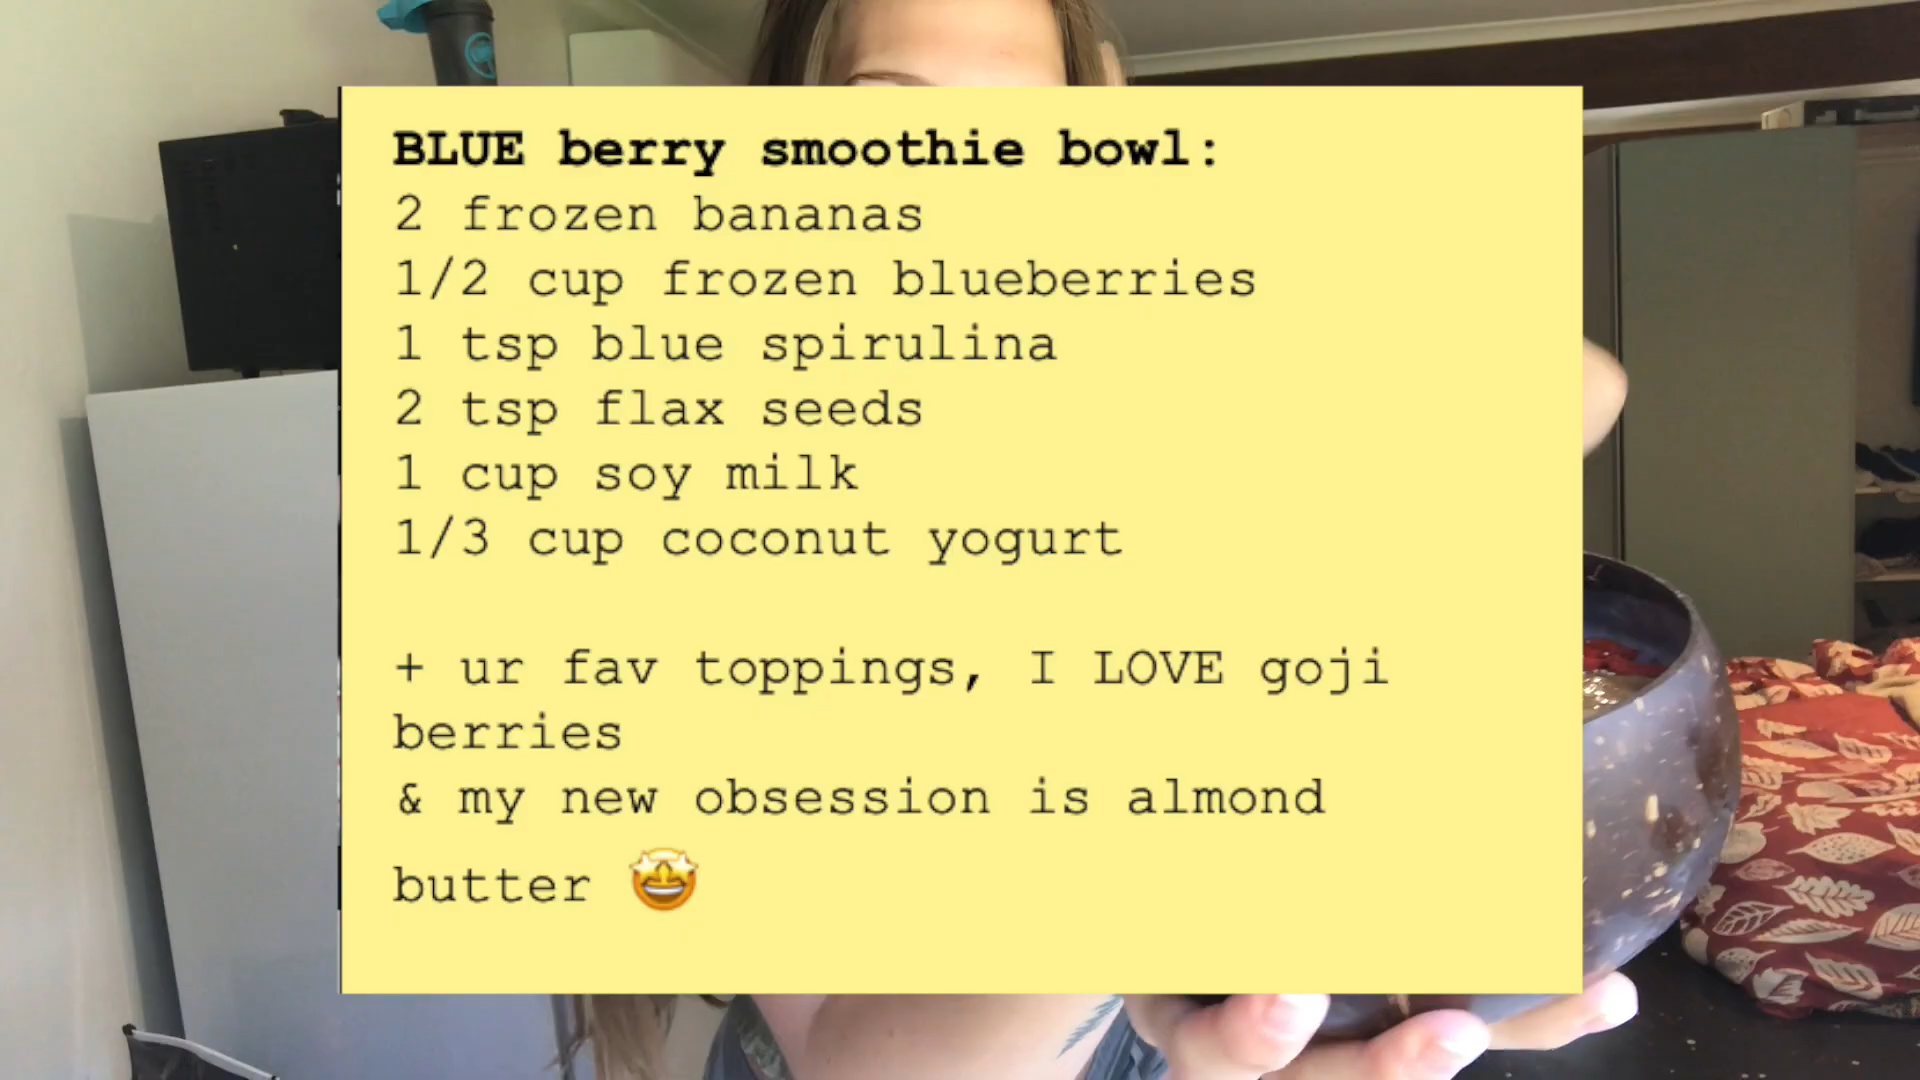 BLUE berry smoothie bowl:
2 frozen bananas
1/2 cup frozen blueberries
1 tsp blue spirulina
2 tsp flax seeds
1 cup soy milk
1/3 cup coconut yogurt
+ ur fav toppings, I LOVE goji
berries
& my new obsession is almond
butter 🤩